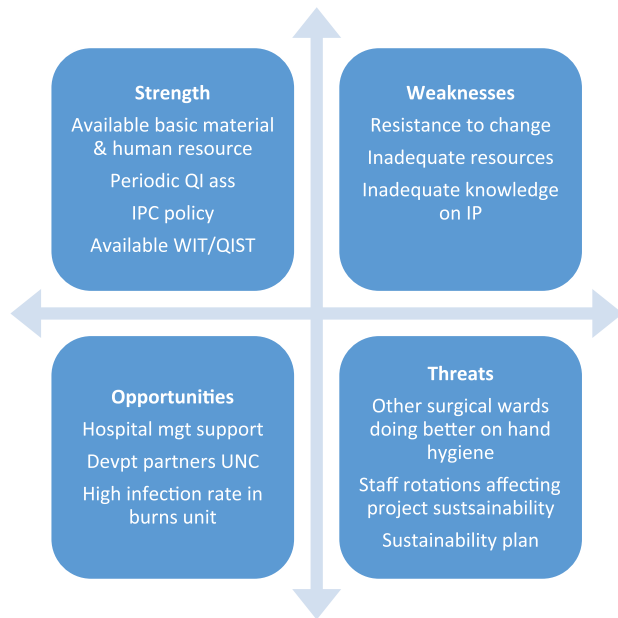 Strength
Available basic material
& human resource
Periodic QI ass
IPC policy
Available WIT/QIST
Weaknesses
Resistance to change
Inadequate resources
Inadequate knowledge
on IP
Opportunities
Hospital mgt support
Devpt partners UNC
High infection rate in
burns unit
Threats
Other surgical wards
doing better on hand
hygiene
Staff rotations affecting
project sustsainability
Sustainability plan